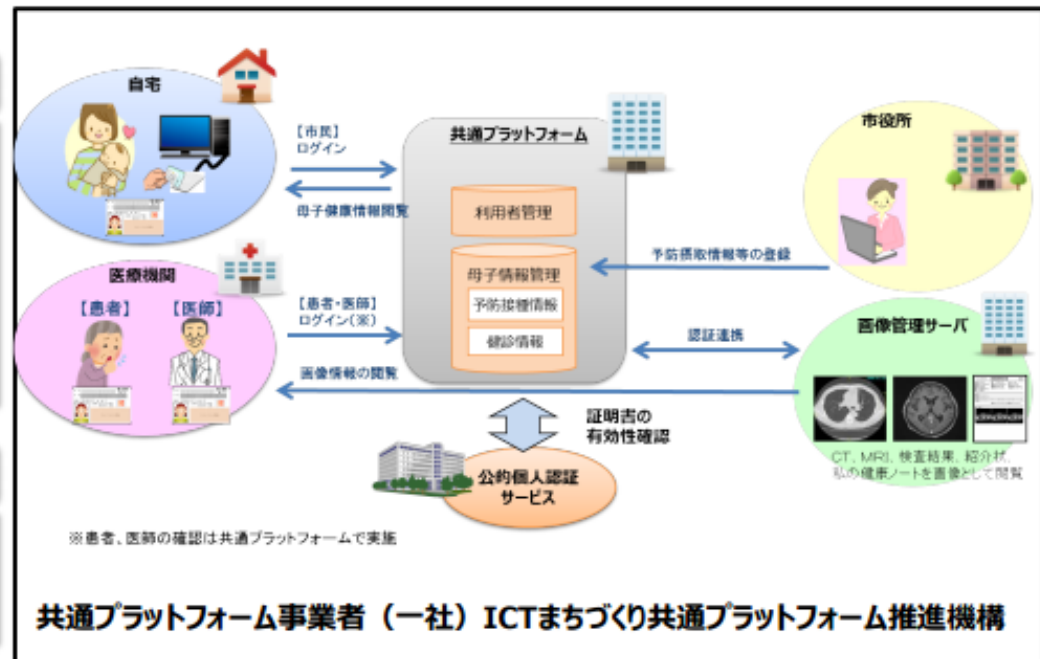 自宅
【市民】
ログイン
母子健康情報閲覧
共通プラットフォーム
利用者管理
母子情報管理
予防接種情報
健診情報
市役所
予防摂取情報等の登録
医療機関
【患者】
【医師】
【患者・医師】
ログイン(※)
画像情報の閲覧
認証連携
画像管理サーバ
CT、MRI、検査結果、紹介状、
私の健康ノートを画像として閲覧
証明書の
有効性確認
公的個人認証
サービス
※患者、医師の確認は共通プラットフォームで実施
共通プラットフォーム事業者（一社）ICTまちづくり共通プラットフォーム推進機構